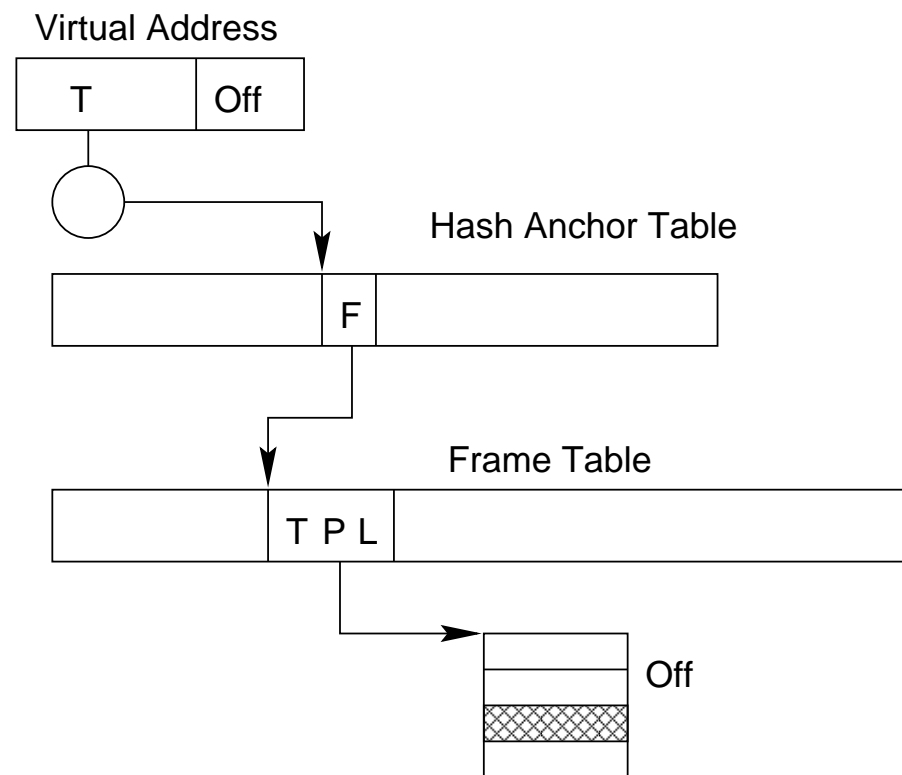 Virtual Address
T Off
Hash Anchor Table
F
Frame Table
T P L
Off